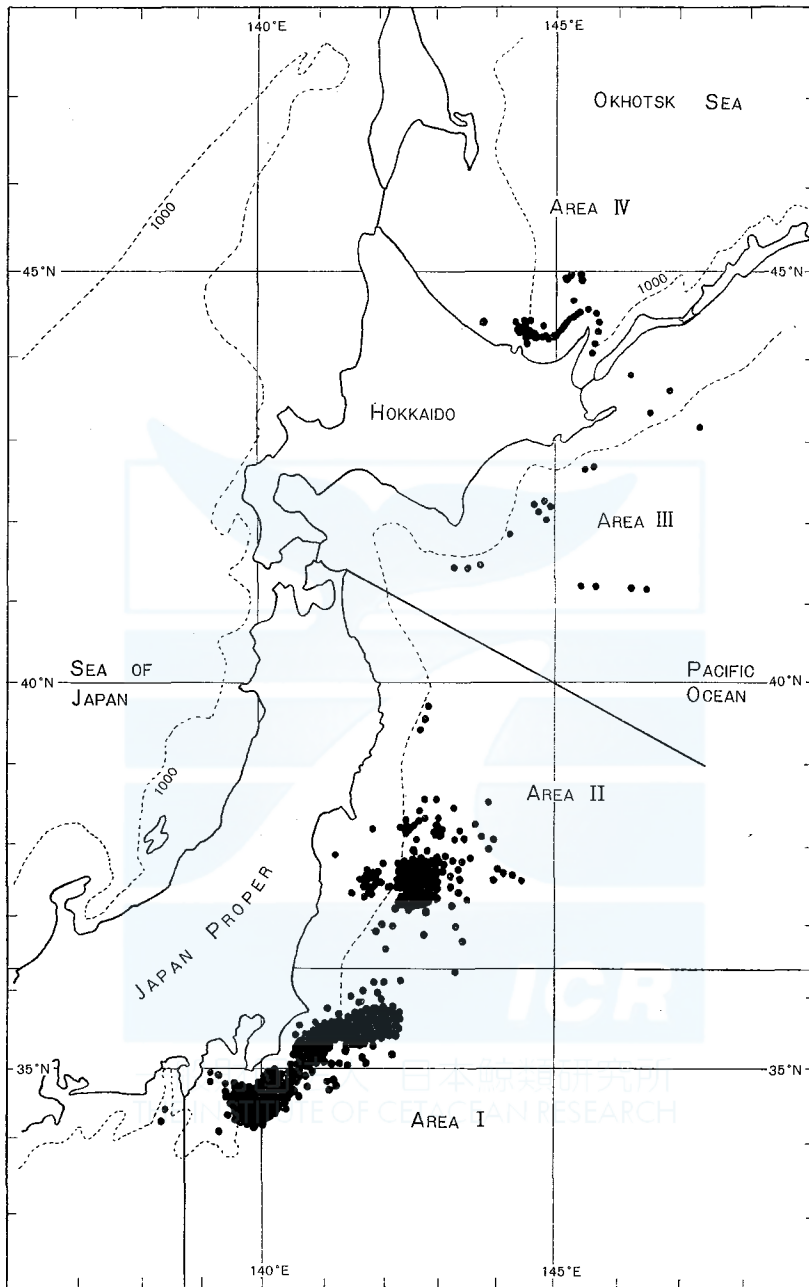 140°E 145°E
OKHOTSK SEA
AREA IV
1000
1000
45°N 45°N
HOKKAIDO
AREA III
SEA OF
JAPAN
PACIFIC
OCEAN
40°N 40°N
1000
AREA II
JAPAN PROPER
ICR
35°N 35°N
日本鯨類研究所
THE INSTITUTE OF CETACEAN RESEARCH
AREA I
140°E 145°E